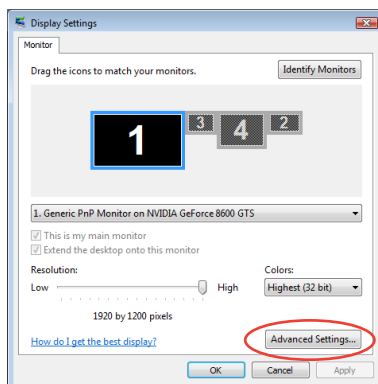 Display Settings
Monitor
Drag the icons to match your monitors.
Identify Monitors
1
3
4
2
1. Generic PnP Monitor on NVIDIA GeForce 8600 GTS
This is my main monitor
Extend the desktop onto this monitor
Resolution:
Colors:
Low
High
Highest (32 bit)
1920 by 1200 pixels
How do I get the best display?
Advanced Settings...
OK
Cancel
Apply